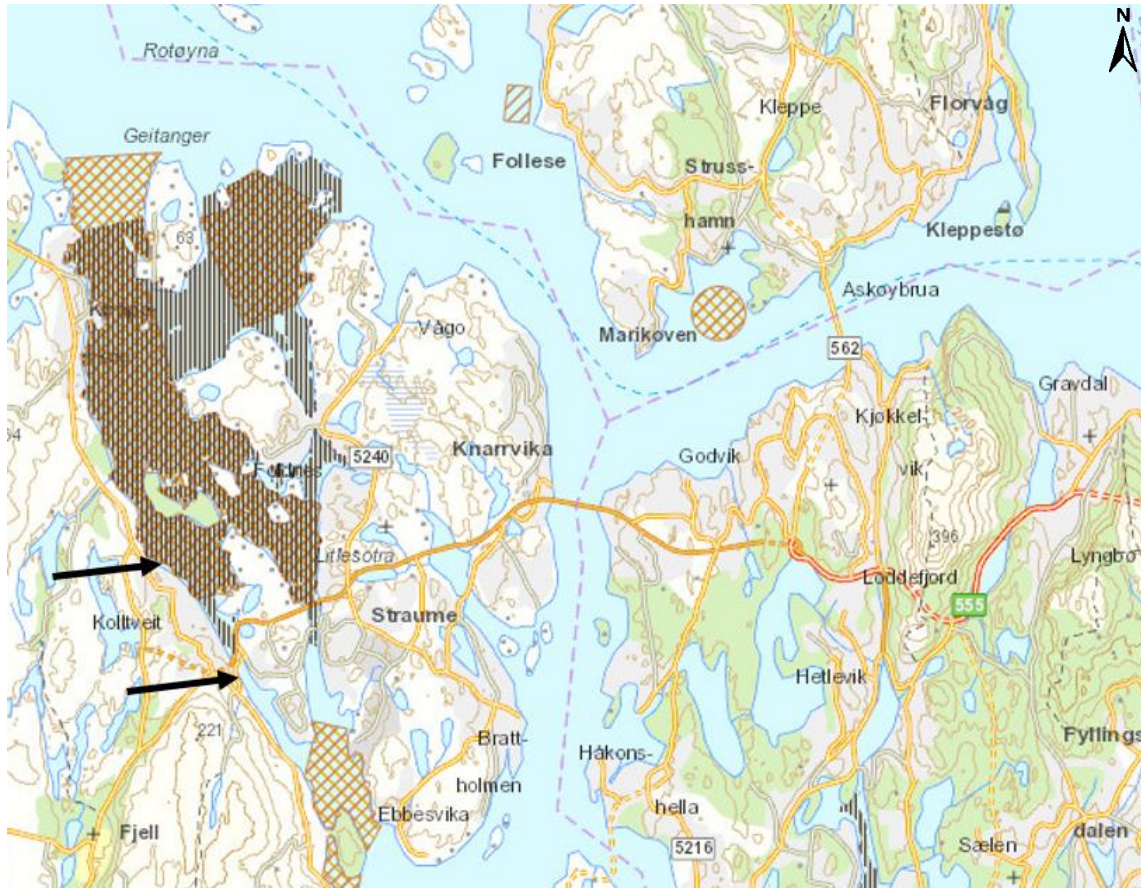 N
Rotøyna
Kleppe
Florvåg
Geitanger
Follese
Struss-
hamn
63
Kleppestø
Askøybrua
Marikoven
Vågo
562
Gravdal
Kjøkkel-
vik
Knarrvika
Godvik
5240
396
Litlesotra
Lyngbø
Loddefjord
555
Straume
Kolltveit
Hetlevik
221
Bratt-
holmen
Håkons-
hella
Fyllings
dalen
Ebbesvika
Fjell
5216
Sælen